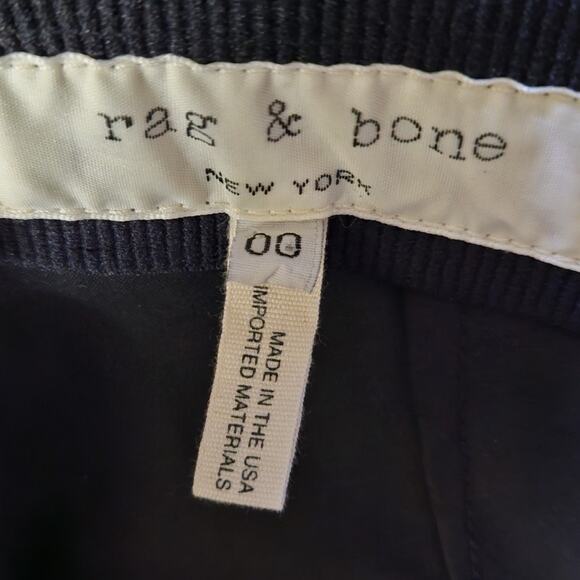 rag & bone
NEW YORK
00
MADE IN THE USA
IMPORTED MATERIALS